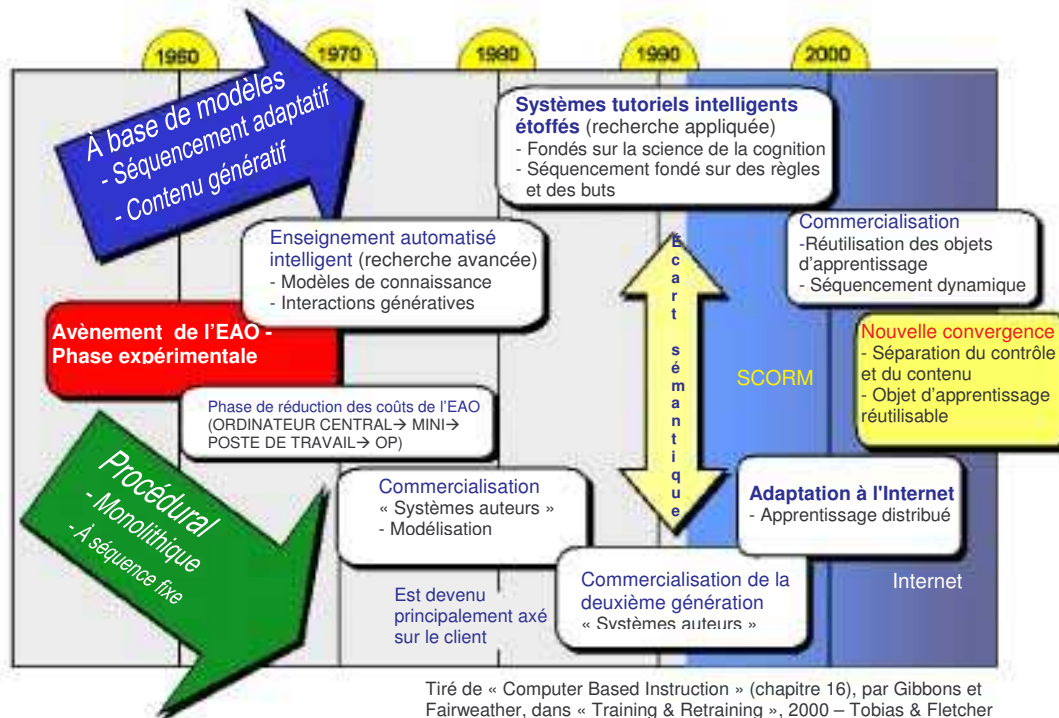 1960
1970
1980
1990
2000
À base de modèles
- Séquencement adaptatif
- Contenu génératif
Systèmes tutoriels intelligents
étoffés (recherche appliquée)
- Fondés sur la science de la cognition
- Séquencement fondé sur des règles
et des buts
Enseignement automatisé
intelligent (recherche avancée)
- Modèles de connaissance
- Interactions génératives
Commercialisation
-Réutilisation des objets
d'apprentissage
- Séquencement dynamique
Avènement de l'EAO -
Phase expérimentale
Écart sémantique
SCORM
Nouvelle convergence
- Séparation du contrôle
et du contenu
- Objet d'apprentissage
réutilisable
Phase de réduction des coûts de l'EAO
(ORDINATEUR CENTRAL→ MINI→
POSTE DE TRAVAIL→ OP)
Procédural
- Monolithique
- À séquence fixe
Commercialisation
« Systèmes auteurs »
- Modélisation
Adaptation à l'Internet
- Apprentissage distribué
Est devenu
principalement axé
sur le client
Commercialisation de la
deuxième génération
« Systèmes auteurs »
Internet
Tiré de « Computer Based Instruction » (chapitre 16), par Gibbons et
Fairweather, dans « Training & Retraining », 2000 – Tobias & Fletcher